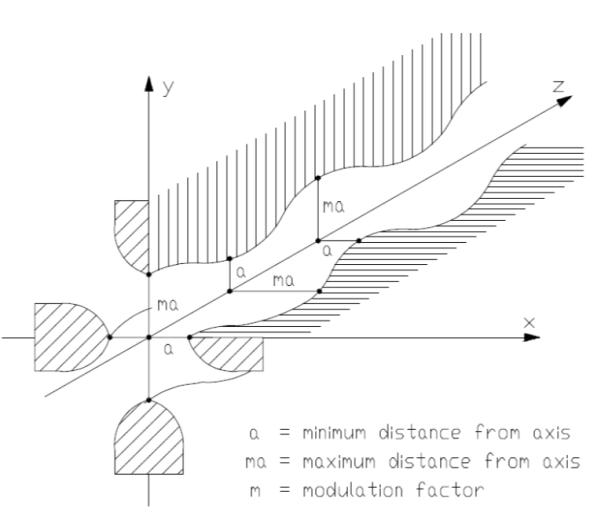 y
z
ma
a
a
ma
ma
a
x
a = minimum distance from axis
ma = maximum distance from axis
m = modulation factor